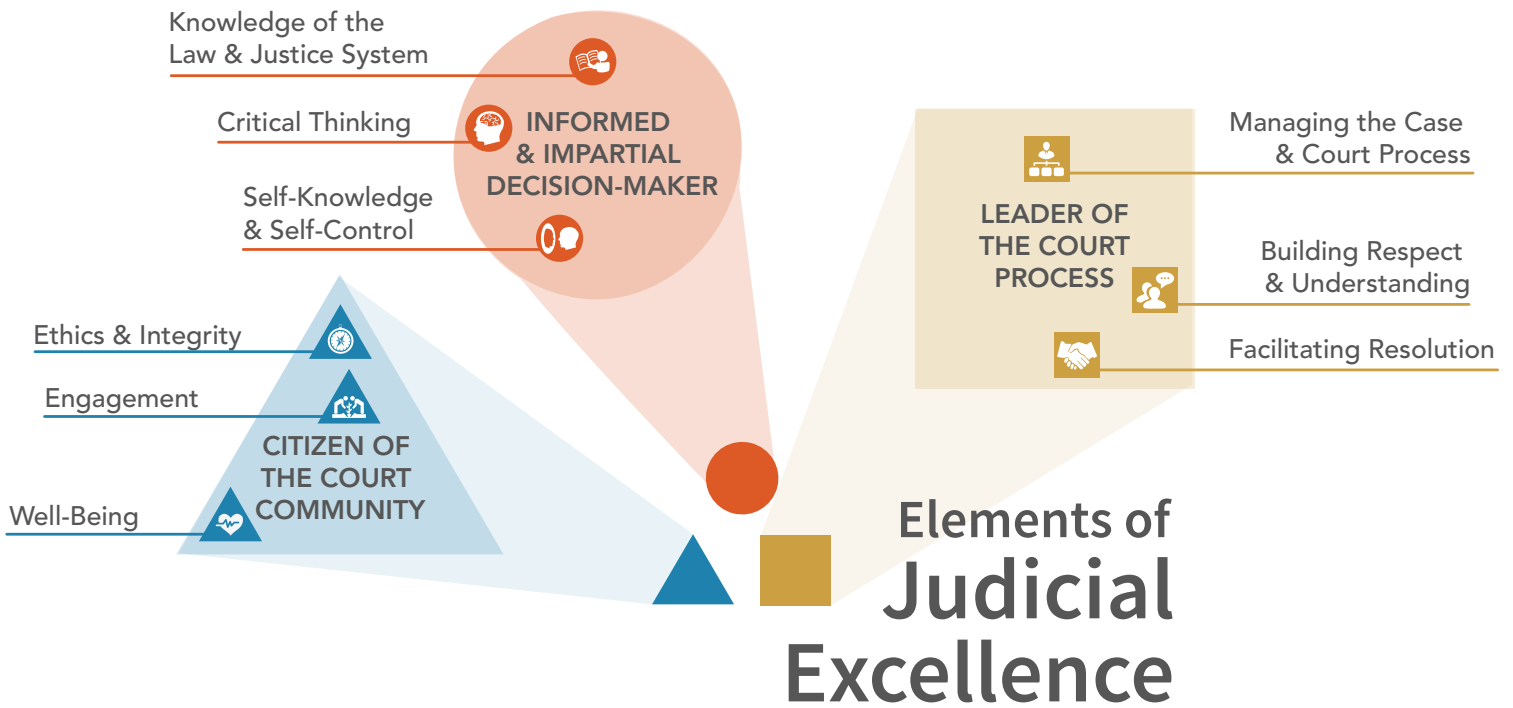 Knowledge of the
Law & Justice System
Critical Thinking
Self-Knowledge
& Self-Control
INFORMED
& IMPARTIAL
DECISION-MAKER
Ethics & Integrity
Engagement
Well-Being
CITIZEN OF
THE COURT
COMMUNITY
LEADER OF
THE COURT
PROCESS
Managing the Case
& Court Process
Building Respect
& Understanding
Facilitating Resolution
Elements of
Judicial
Excellence